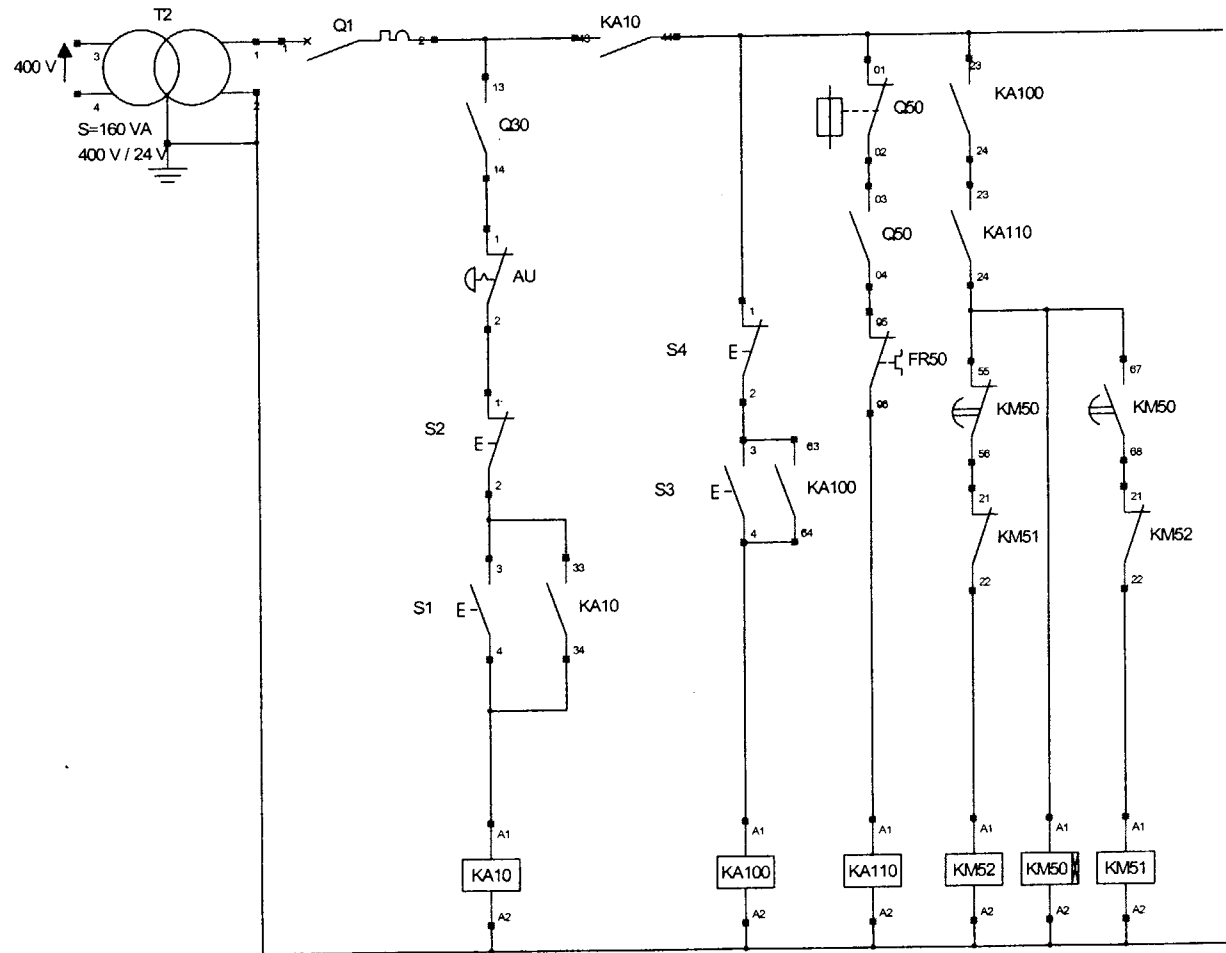 T2
Q1
KA10
400 V
3
4
1
1
2
2
43
44
S=160 VA
400 V / 24 V
13
Q30
14
1
AU
2
1
S2
E
2
3
33
S1
E
KA10
4
34
A1
KA10
A2
1
S4
E
2
3
63
S3
E
KA100
4
64
A1
KA100
A2
01
Q50
02
03
Q50
04
95
FR50
96
A1
KA110
A2
23
KA100
24
23
KA110
24
55
KM50
56
21
KM51
22
A1
KM52
A2
A1
KM50
A2
67
KM50
68
21
KM52
22
A1
KM51
A2